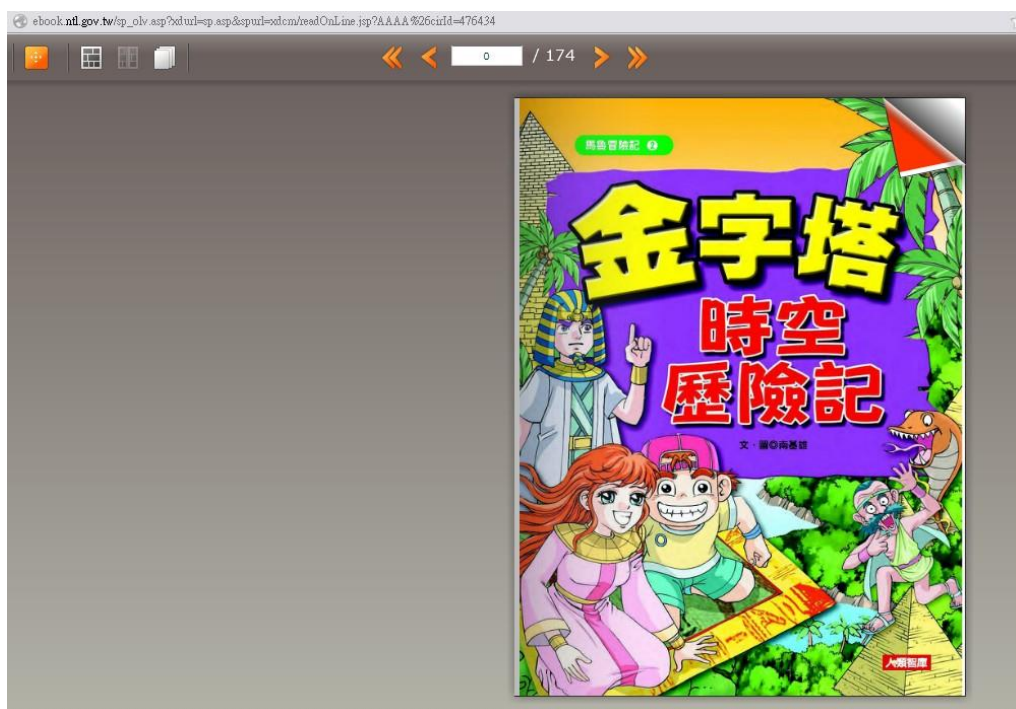 ebook.ntl.gov.tw/sp_olv.asp?xdurl=sp.asp&spurl=xdcm/readOnLine.jsp?AAAA%26cirId=476434
0 / 174
馬魯冒險記 2
金字塔
時空
歷險記
文・圖◎南基雄
人類智庫